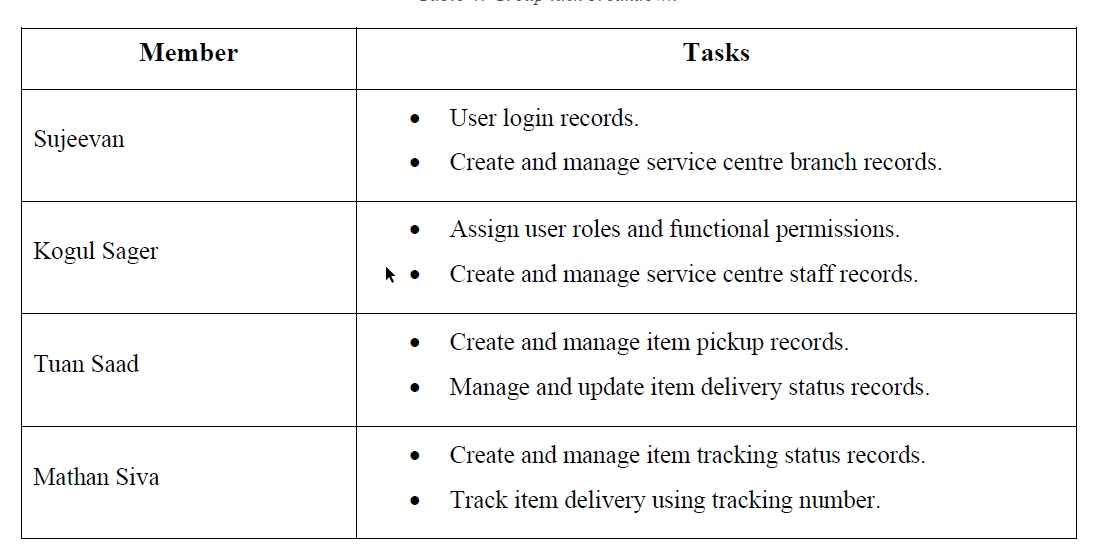 Member Tasks
Sujeevan
• User login records.
• Create and manage service centre branch records.
Kogul Sager
• Assign user roles and functional permissions.
• Create and manage service centre staff records.
Tuan Saad
• Create and manage item pickup records.
• Manage and update item delivery status records.
Mathan Siva
• Create and manage item tracking status records.
• Track item delivery using tracking number.